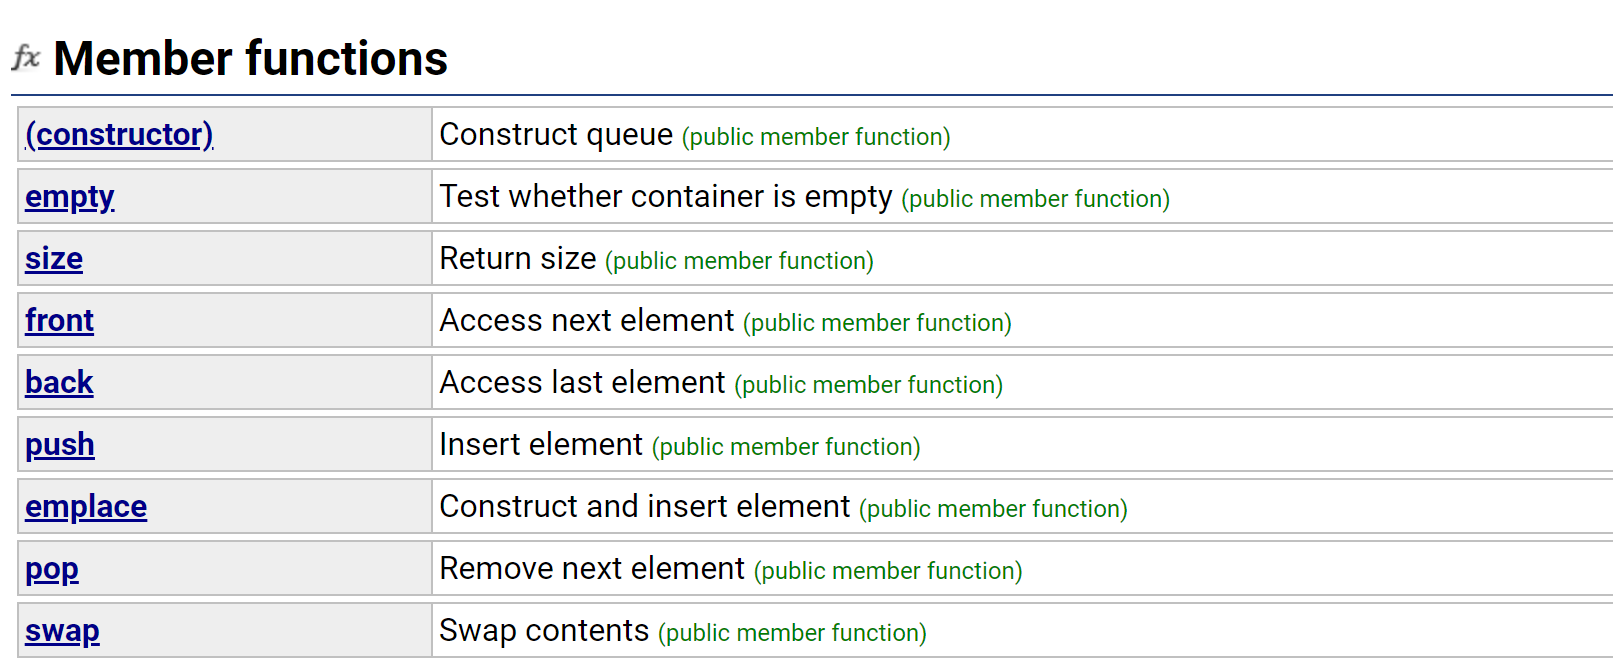 fx Member functions
(constructor) Construct queue (public member function)
empty Test whether container is empty (public member function)
size Return size (public member function)
front Access next element (public member function)
back Access last element (public member function)
push Insert element (public member function)
emplace Construct and insert element (public member function)
pop Remove next element (public member function)
swap Swap contents (public member function)